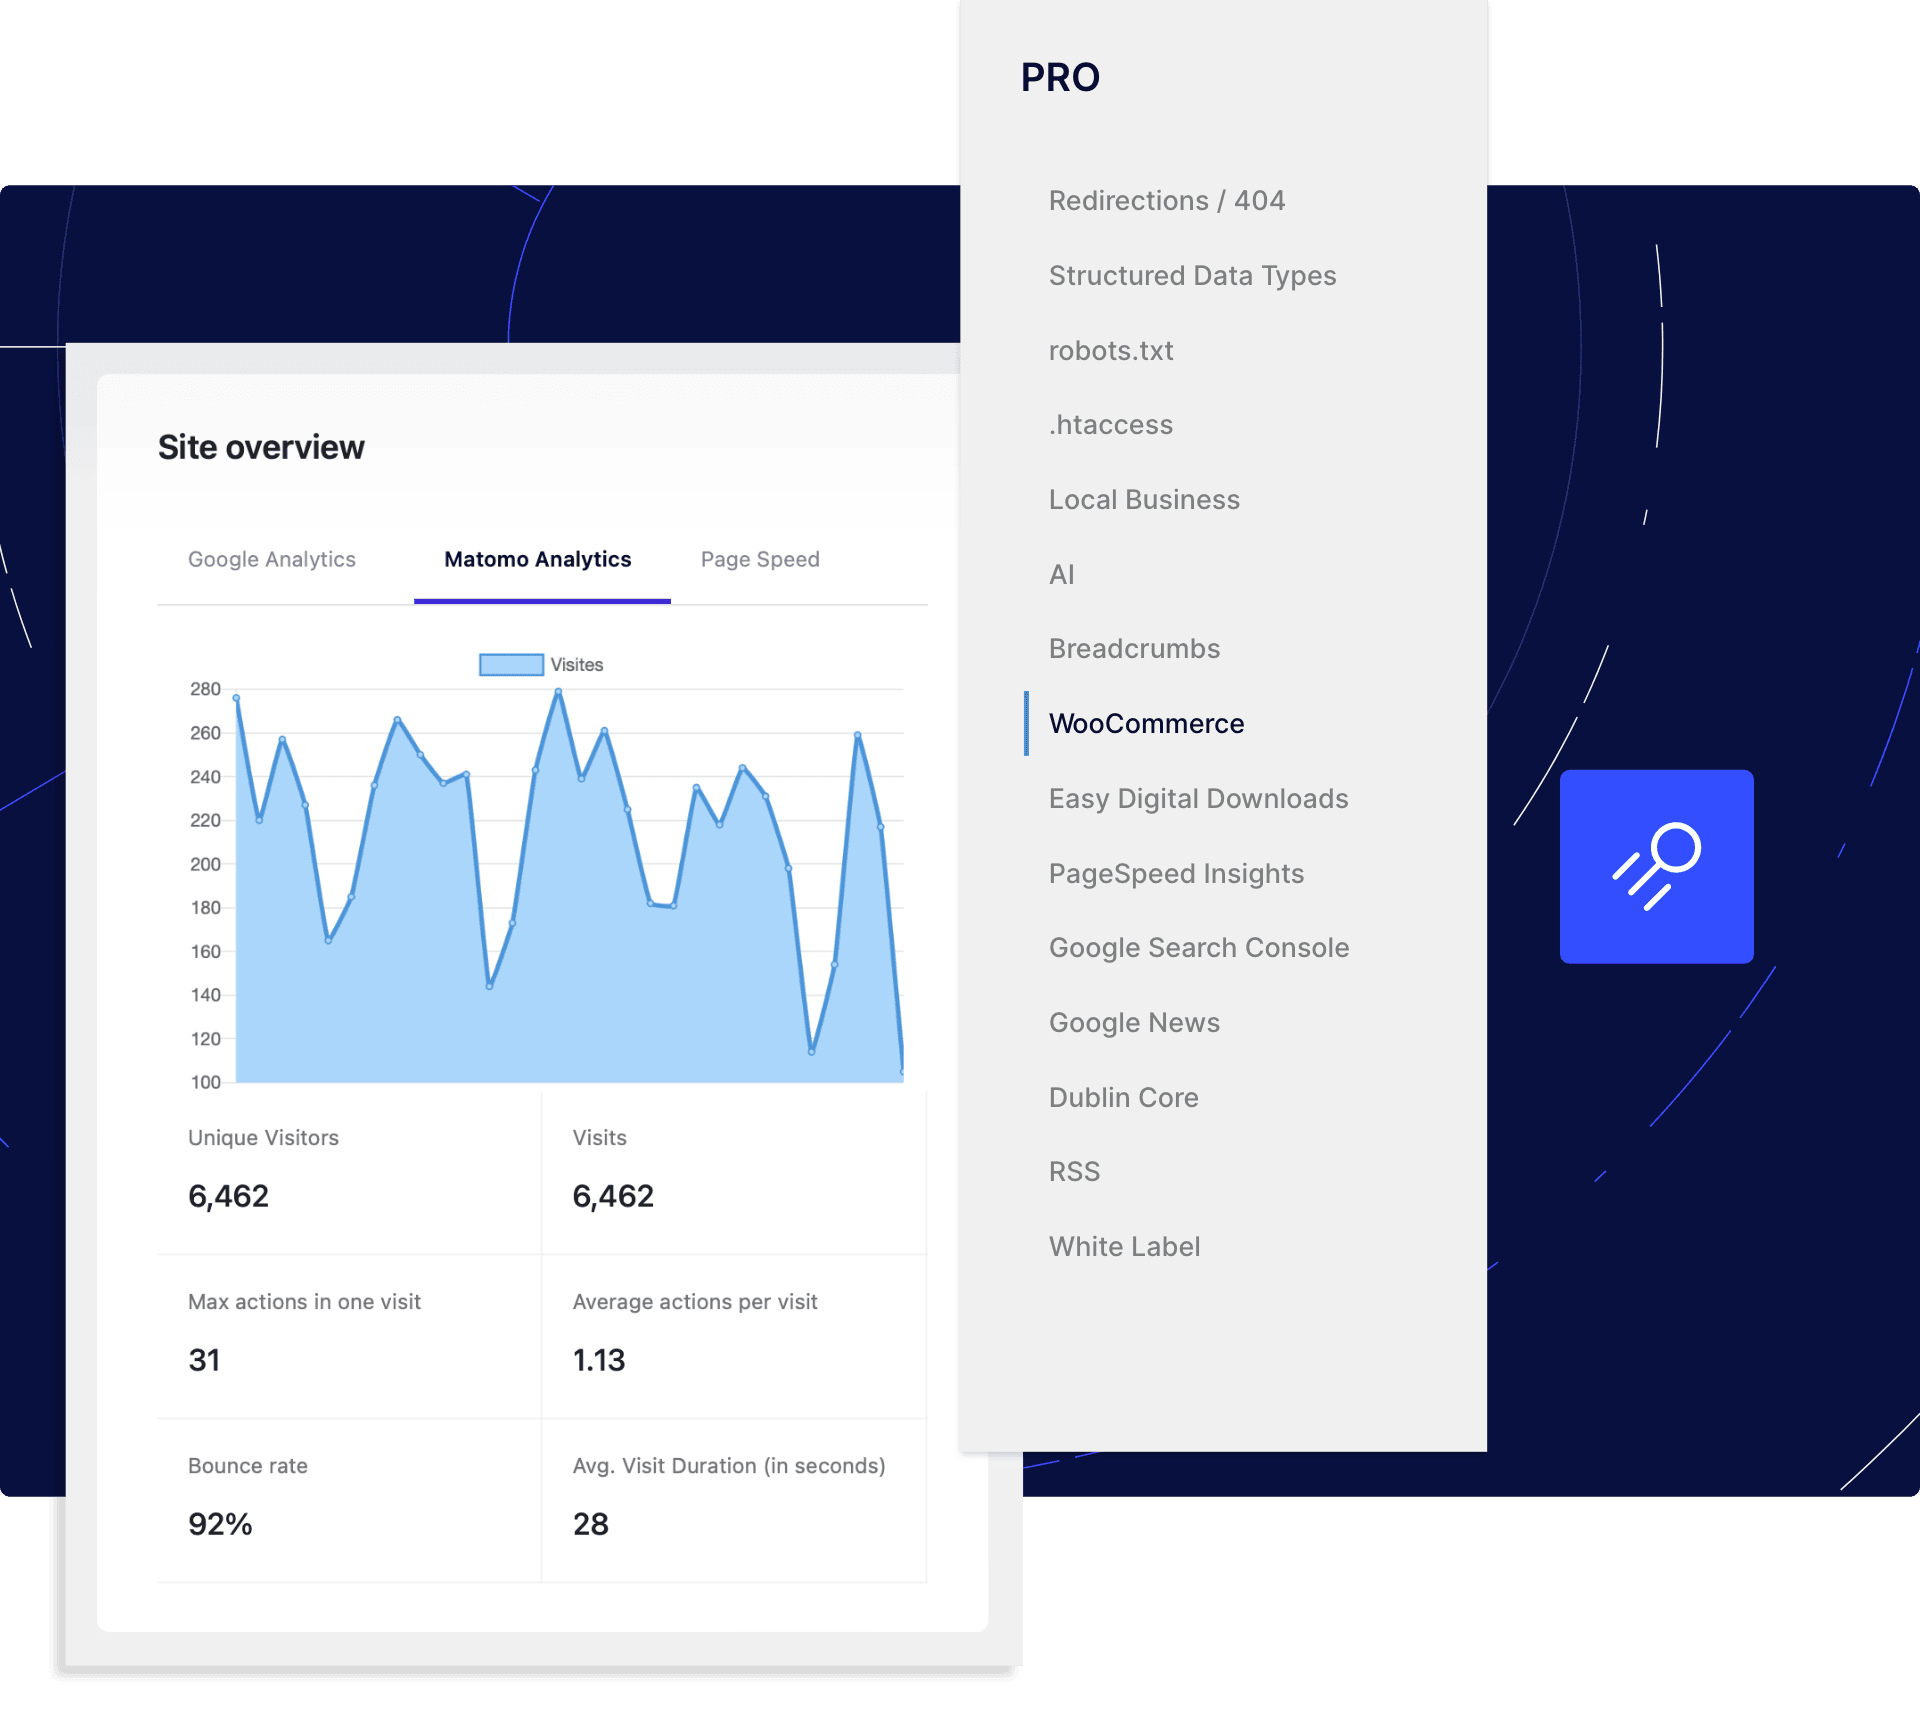 PRO
Redirections / 404
Structured Data Types
robots.txt
.htaccess
Local Business
AI
Breadcrumbs
WooCommerce
Easy Digital Downloads
PageSpeed Insights
Google Search Console
Google News
Dublin Core
RSS
White Label
Site overview
Google Analytics Matomo Analytics Page Speed
Visites
280
260
240
220
200
180
160
140
120
100
Unique Visitors Visits
6,462 6,462
Max actions in one visit Average actions per visit
31 1.13
Bounce rate Avg. Visit Duration (in seconds)
92% 28